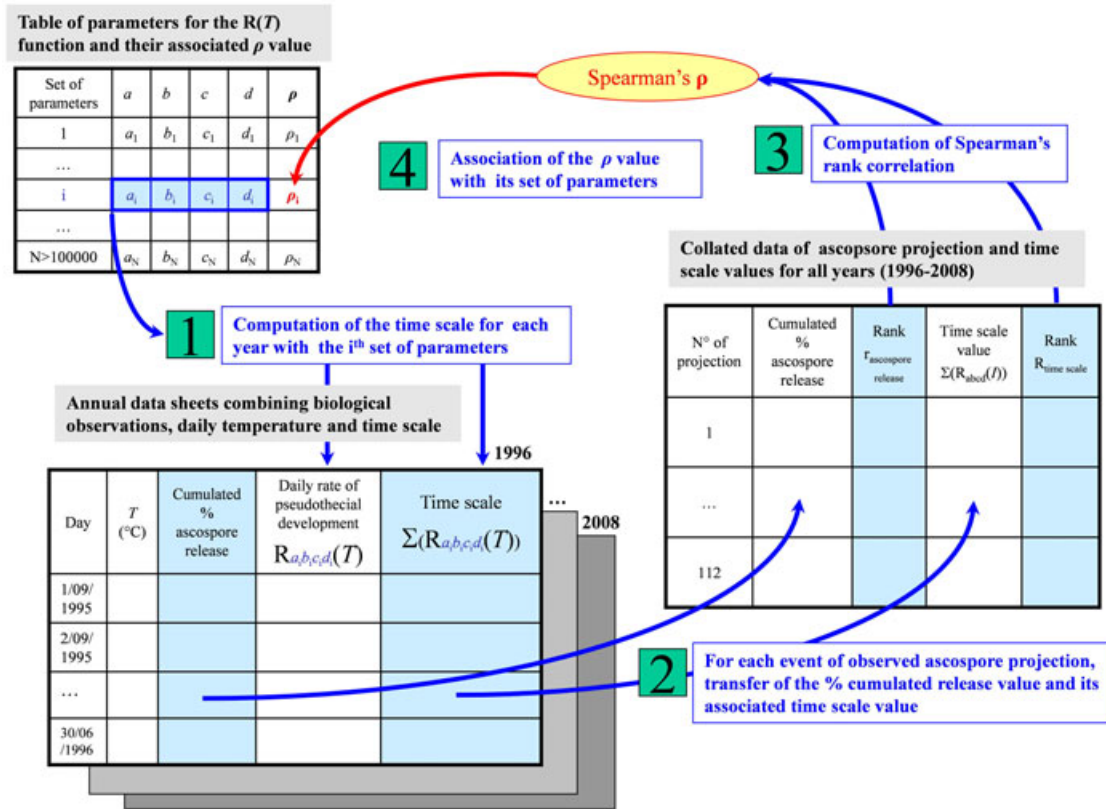 Table of parameters for the R(T)
function and their associated ρ value
Set of
parameters
a
b
c
d
ρ
1
a1
b1
c1
d1
ρ1
...
i
ai
bi
ci
di
ρi
...
N>100000
aN
bN
cN
dN
ρN
Spearman's ρ
4
Association of the ρ value
with its set of parameters
3
Computation of Spearman's
rank correlation
1
Computation of the time scale for each
year with the ith set of parameters
Collated data of ascopsore projection and time
scale values for all years (1996-2008)
N° of
projection
Cumulated
%
ascospore
release
Rank
rascospore
release
Time scale
value
Σ(Rabcd(I))
Rank
Rtime scale
1
...
112
Annual data sheets combining biological
observations, daily temperature and time scale
1996
...
2008
Day
T
(°C)
Cumulated
%
ascospore
release
Daily rate of
pseudothecial
development
Raibicidi(T)
Time scale
Σ(Raibicidi(T))
1/09/
1995
2/09/
1995
...
30/06
/1996
2
For each event of observed ascospore projection,
transfer of the % cumulated release value and its
associated time scale value